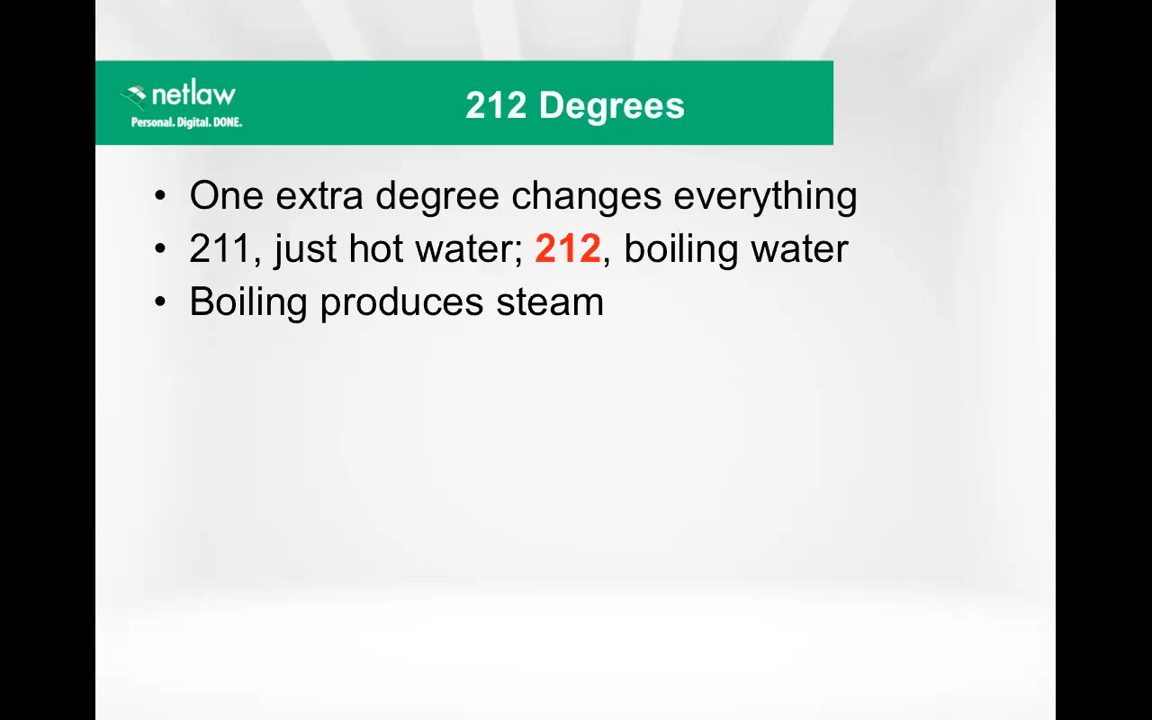 netlaw
Personal. Digital. DONE.
212 Degrees
• One extra degree changes everything
• 211, just hot water; 212, boiling water
• Boiling produces steam